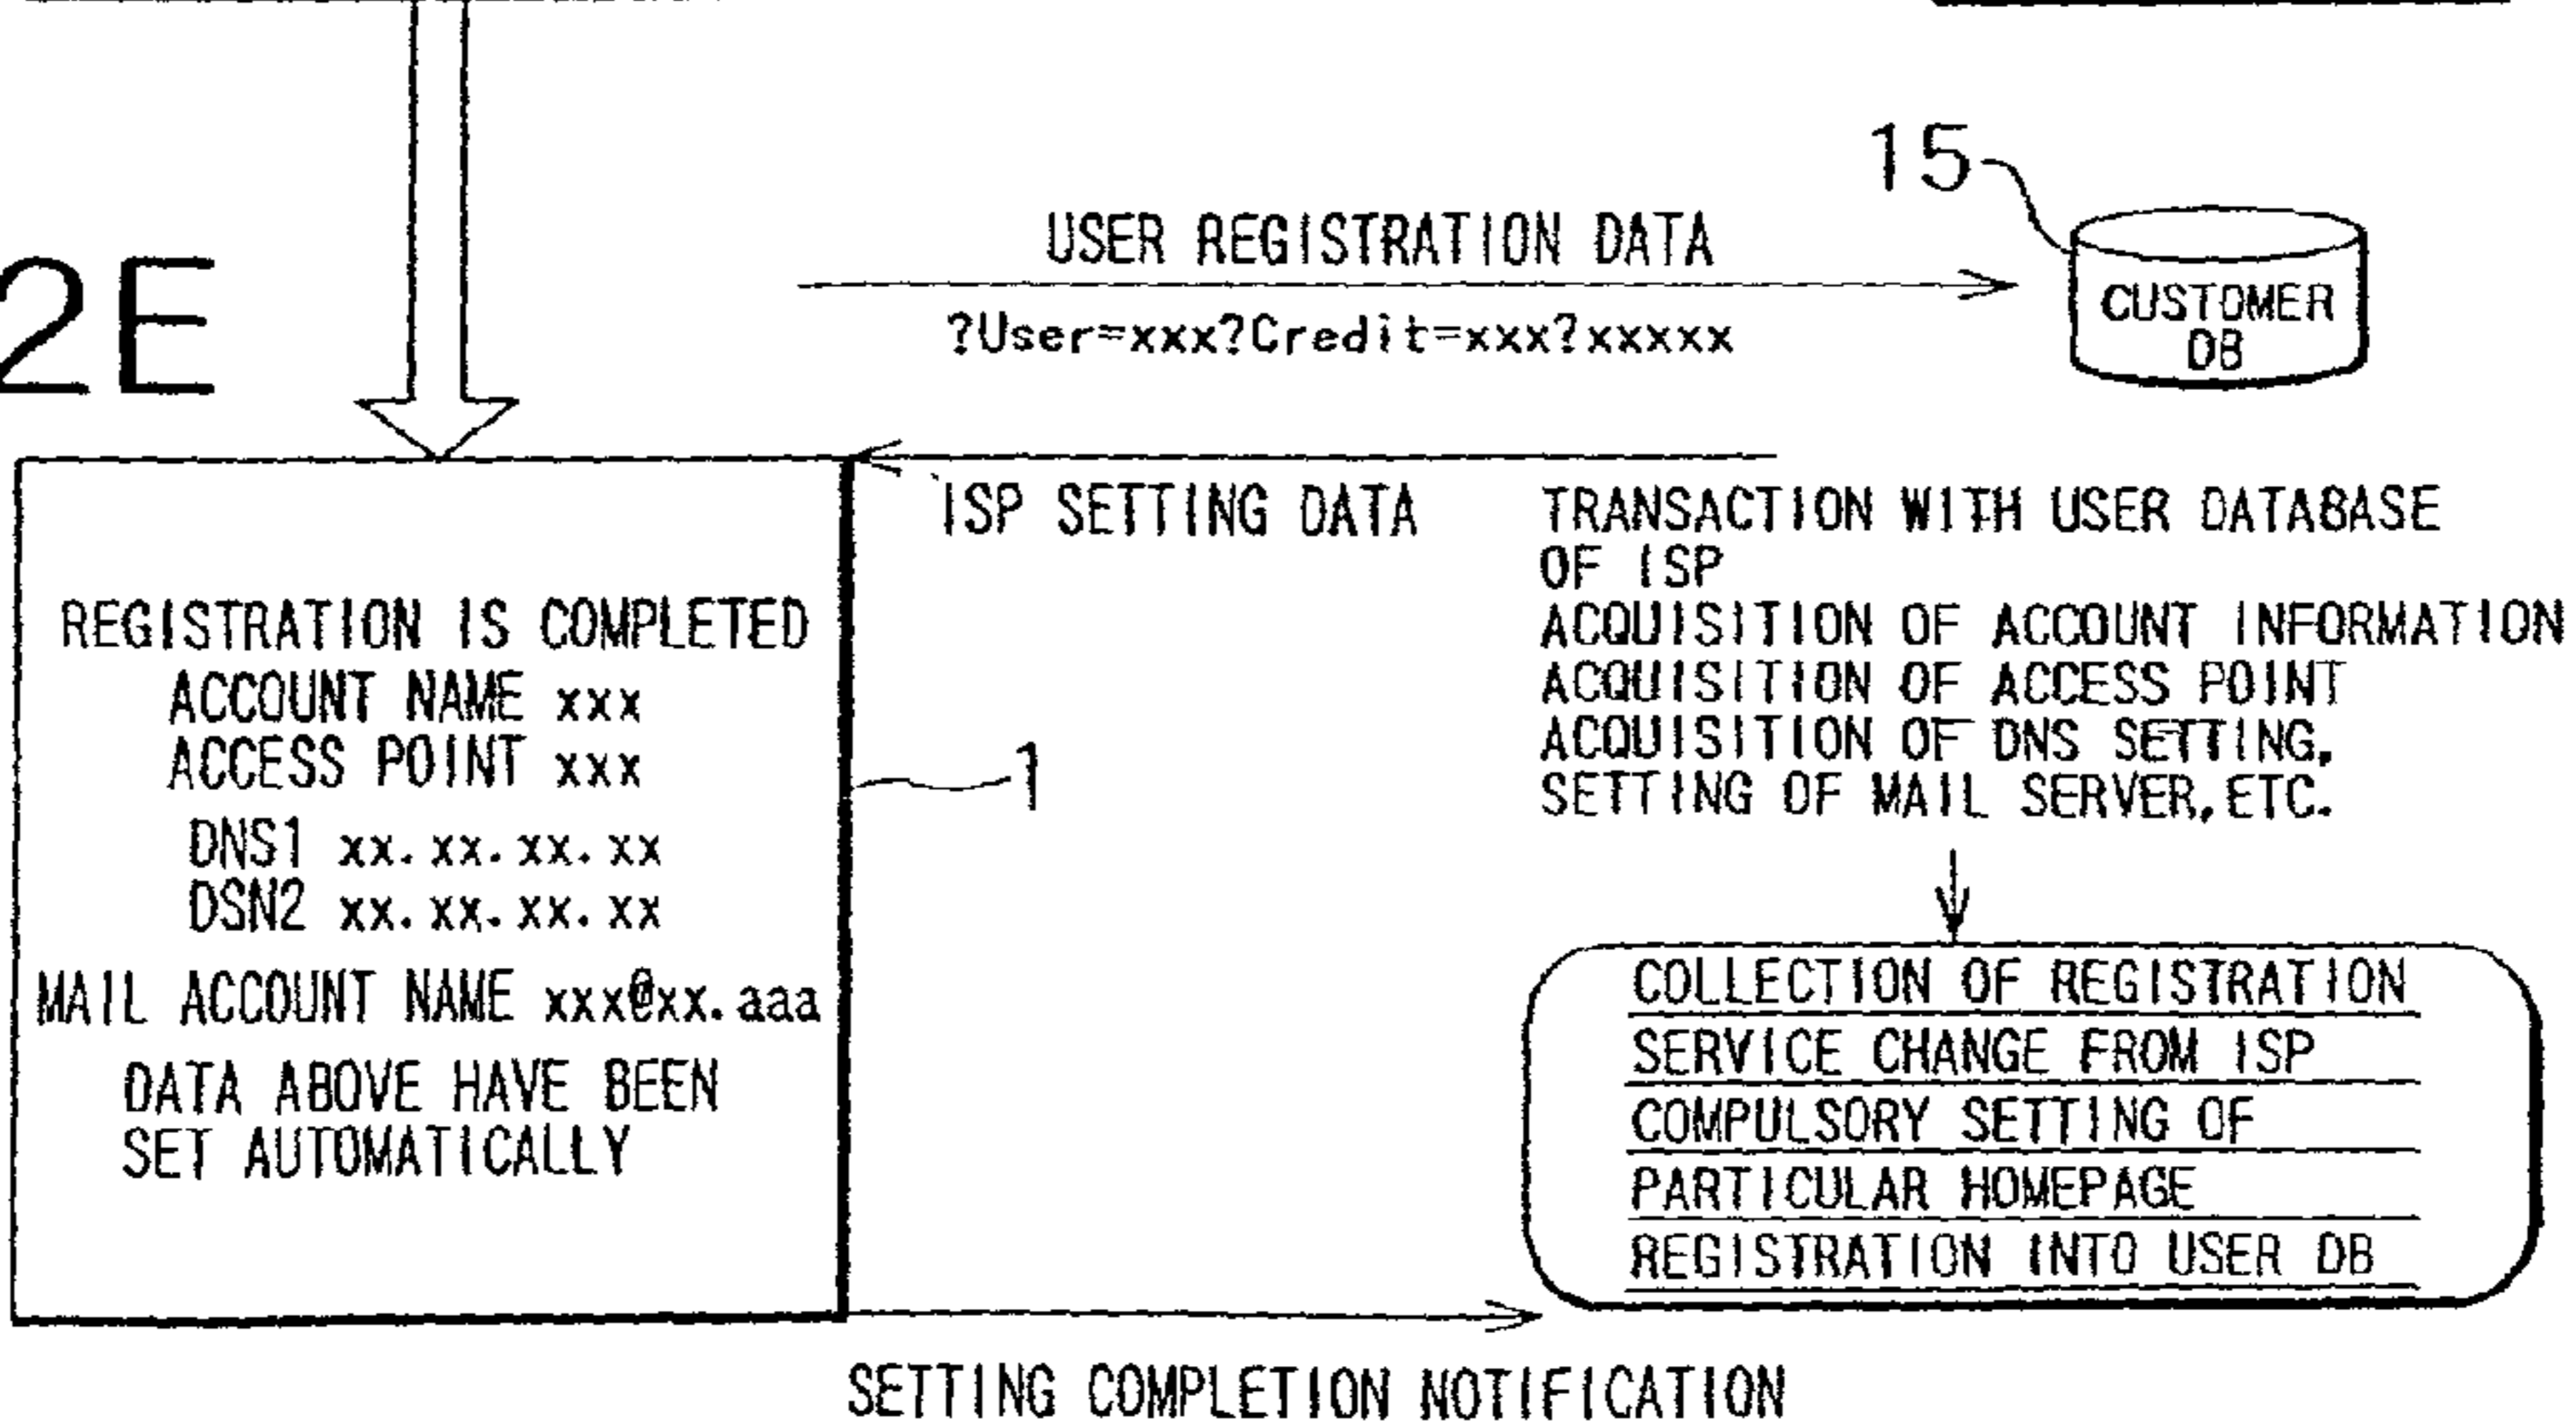 2E
15
USER REGISTRATION DATA
?User=xxx?Credit=xxx?xxxxx
CUSTOMER
DB
ISP SETTING DATA
TRANSACTION WITH USER DATABASE
OF ISP
ACQUISITION OF ACCOUNT INFORMATION
ACQUISITION OF ACCESS POINT
ACQUISITION OF DNS SETTING,
SETTING OF MAIL SERVER,ETC.
REGISTRATION IS COMPLETED
ACCOUNT NAME xxx
ACCESS POINT xxx
DNS1 xx.xx.xx.xx
DSN2 xx.xx.xx.xx
MAIL ACCOUNT NAME xxx@xx.aaa
DATA ABOVE HAVE BEEN
SET AUTOMATICALLY
1
COLLECTION OF REGISTRATION
SERVICE CHANGE FROM ISP
COMPULSORY SETTING OF
PARTICULAR HOMEPAGE
REGISTRATION INTO USER DB
SETTING COMPLETION NOTIFICATION